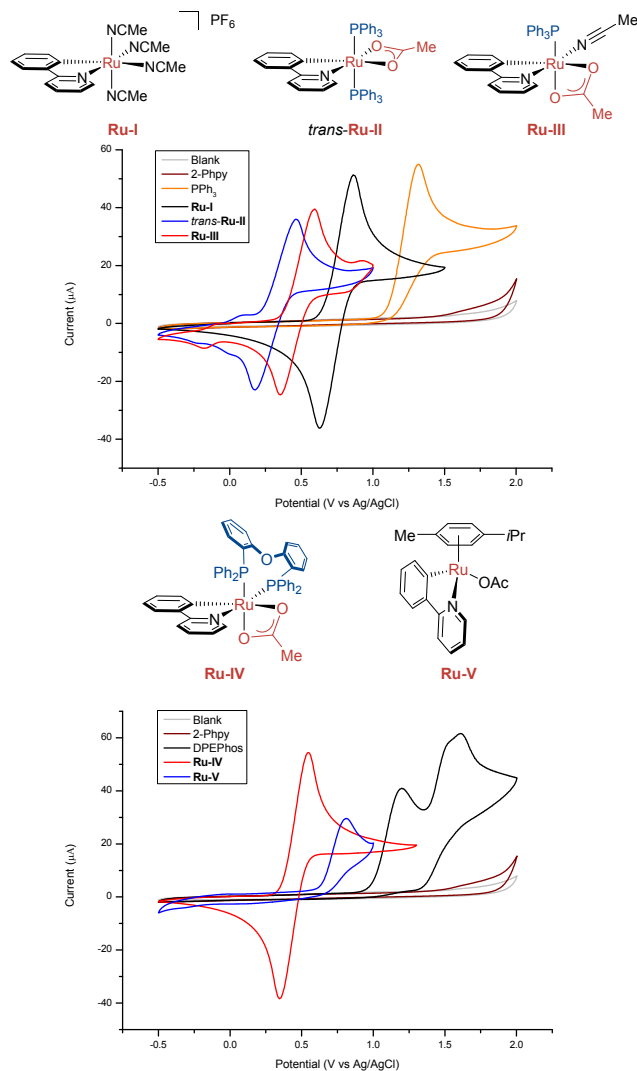 PF6
NCMe
NCMe
NCMe
NCMe
Ru
N
Ru-I
PPh3
Ru
N
O
O
Me
PPh3
trans-Ru-II
Ph3P
N
Me
Ru
N
O
O
Me
Ru-III
Blank
2-Phpy
PPh3
Ru-I
trans-Ru-II
Ru-III
60
40
20
0
-20
-40
Current (μA)
-0.5 0.0 0.5 1.0 1.5 2.0
Potential (V vs Ag/AgCl)
O
Ph2P
PPh2
Ru
N
O
O
Me
Ru-IV
Me
iPr
Ru
OAc
N
Ru-V
Blank
2-Phpy
DPEPhos
Ru-IV
Ru-V
60
40
20
0
-20
-40
Current (μA)
-0.5 0.0 0.5 1.0 1.5 2.0
Potential (V vs Ag/AgCl)